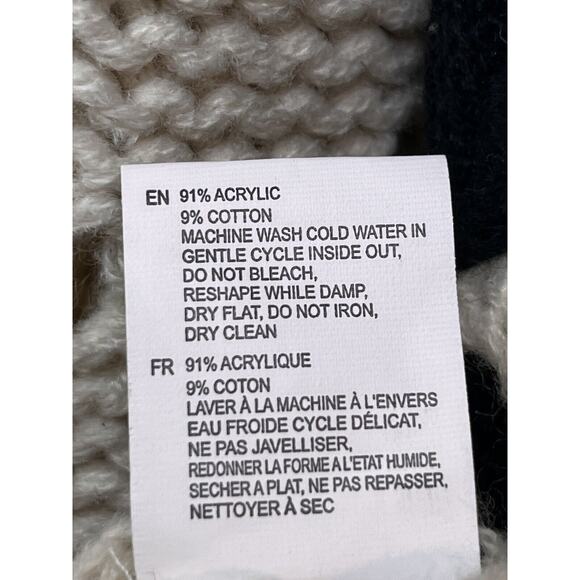 EN 91% ACRYLIC
9% COTTON
MACHINE WASH COLD WATER IN
GENTLE CYCLE INSIDE OUT,
DO NOT BLEACH,
RESHAPE WHILE DAMP,
DRY FLAT, DO NOT IRON,
DRY CLEAN
FR 91% ACRYLIQUE
9% COTON
LAVER À LA MACHINE À L'ENVERS
EAU FROIDE CYCLE DÉLICAT,
NE PAS JAVELLISER,
REDONNER LA FORME A L'ETAT HUMIDE,
SECHER A PLAT, NE PAS REPASSER,
NETTOYER À SEC